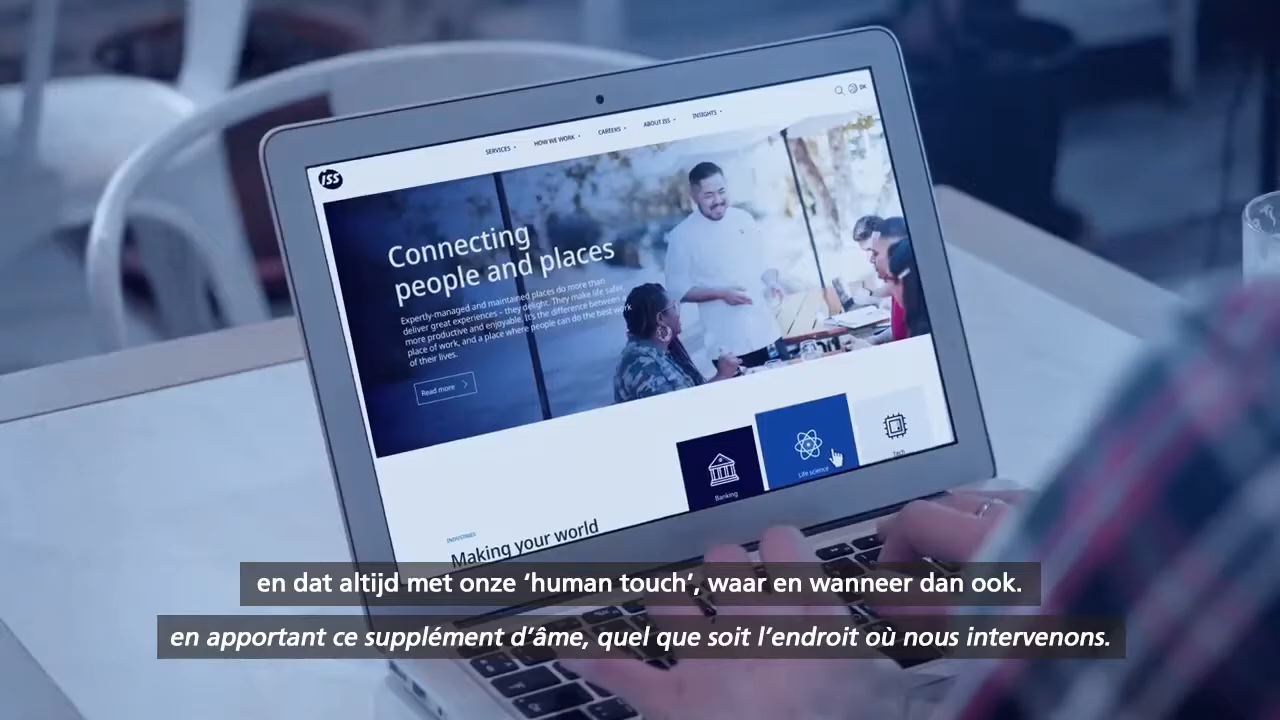 SERVICES
HOW WE WORK
CAREERS
ABOUT ISS
INSIGHTS
DK
ISS
Connecting
people and places
Expertly-managed and maintained places do more than
deliver great experiences – they delight. They make life safer,
more productive and enjoyable. It's the difference between a
place of work, and a place where people can do the best work
of their lives.
Read more
Banking
Life science
Tech
INDUSTRIES
Making your world
en dat altijd met onze ‘human touch’, waar en wanneer dan ook.
en apportant ce supplément d’âme, quel que soit l’endroit où nous intervenons.